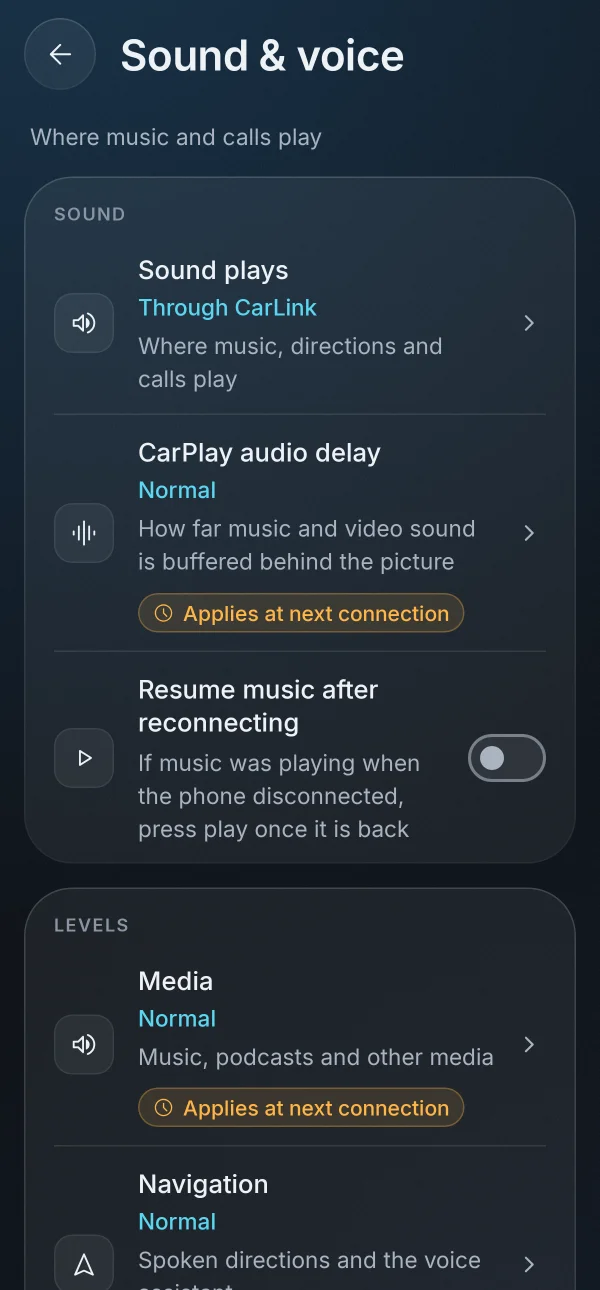 Sound & voice
Where music and calls play
SOUND
Sound plays
Through CarLink
Where music, directions and
calls play
CarPlay audio delay
Normal
How far music and video sound
is buffered behind the picture
Applies at next connection
Resume music after
reconnecting
If music was playing when
the phone disconnected,
press play once it is back
LEVELS
Media
Normal
Music, podcasts and other media
Applies at next connection
Navigation
Normal
Spoken directions and the voice